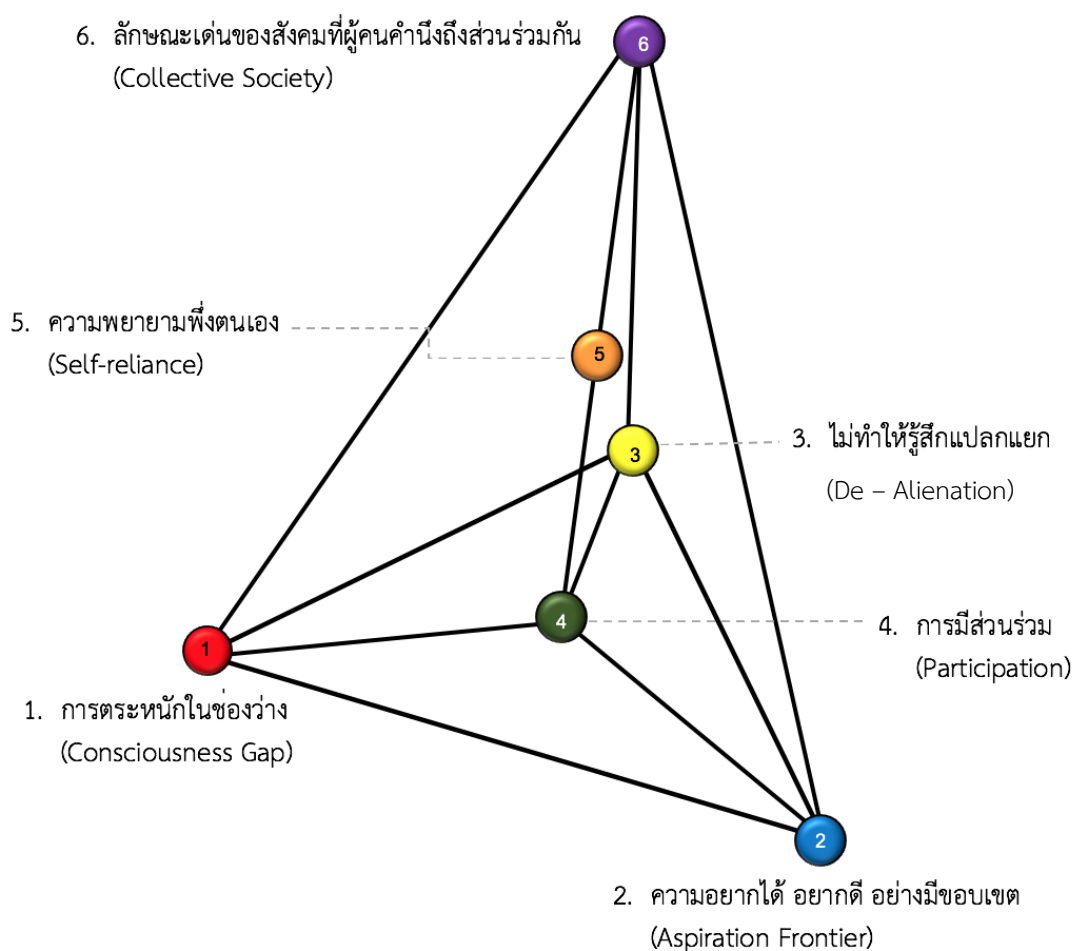 6. ลักษณะเด่นของสังคมที่ผู้คนคำนึงถึงส่วนร่วมกัน
(Collective Society)
6
5. ความพยายามพึ่งตนเอง
(Self-reliance)
5
3. ไม่ทำให้รู้สึกแปลกแยก
(De – Alienation)
3
4
4. การมีส่วนร่วม
(Participation)
1
1. การตระหนักในช่องว่าง
(Consciousness Gap)
2
2. ความอยากได้ อยากดี อย่างมีขอบเขต
(Aspiration Frontier)